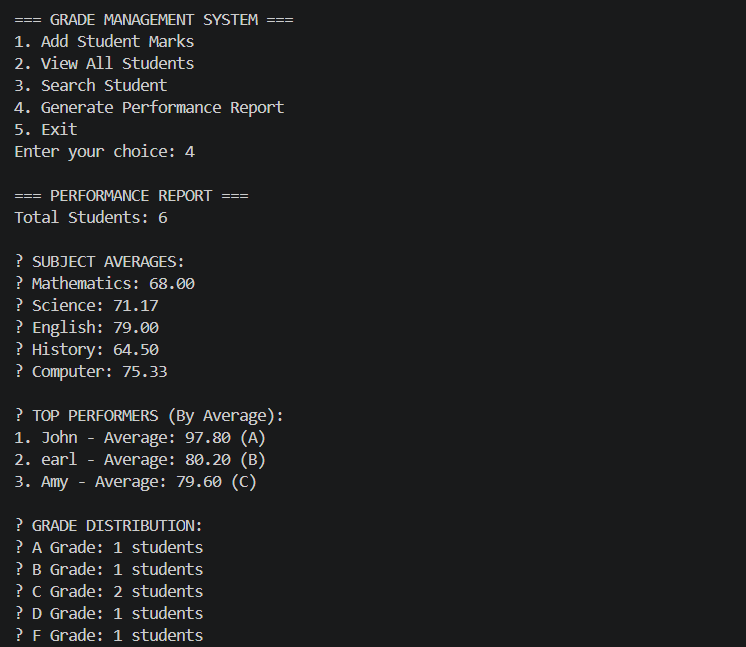 === GRADE MANAGEMENT SYSTEM ===
1. Add Student Marks
2. View All Students
3. Search Student
4. Generate Performance Report
5. Exit
Enter your choice: 4
=== PERFORMANCE REPORT ===
Total Students: 6
? SUBJECT AVERAGES:
? Mathematics: 68.00
? Science: 71.17
? English: 79.00
? History: 64.50
? Computer: 75.33
? TOP PERFORMERS (By Average):
1. John - Average: 97.80 (A)
2. earl - Average: 80.20 (B)
3. Amy - Average: 79.60 (C)
? GRADE DISTRIBUTION:
? A Grade: 1 students
? B Grade: 1 students
? C Grade: 2 students
? D Grade: 1 students
? F Grade: 1 students